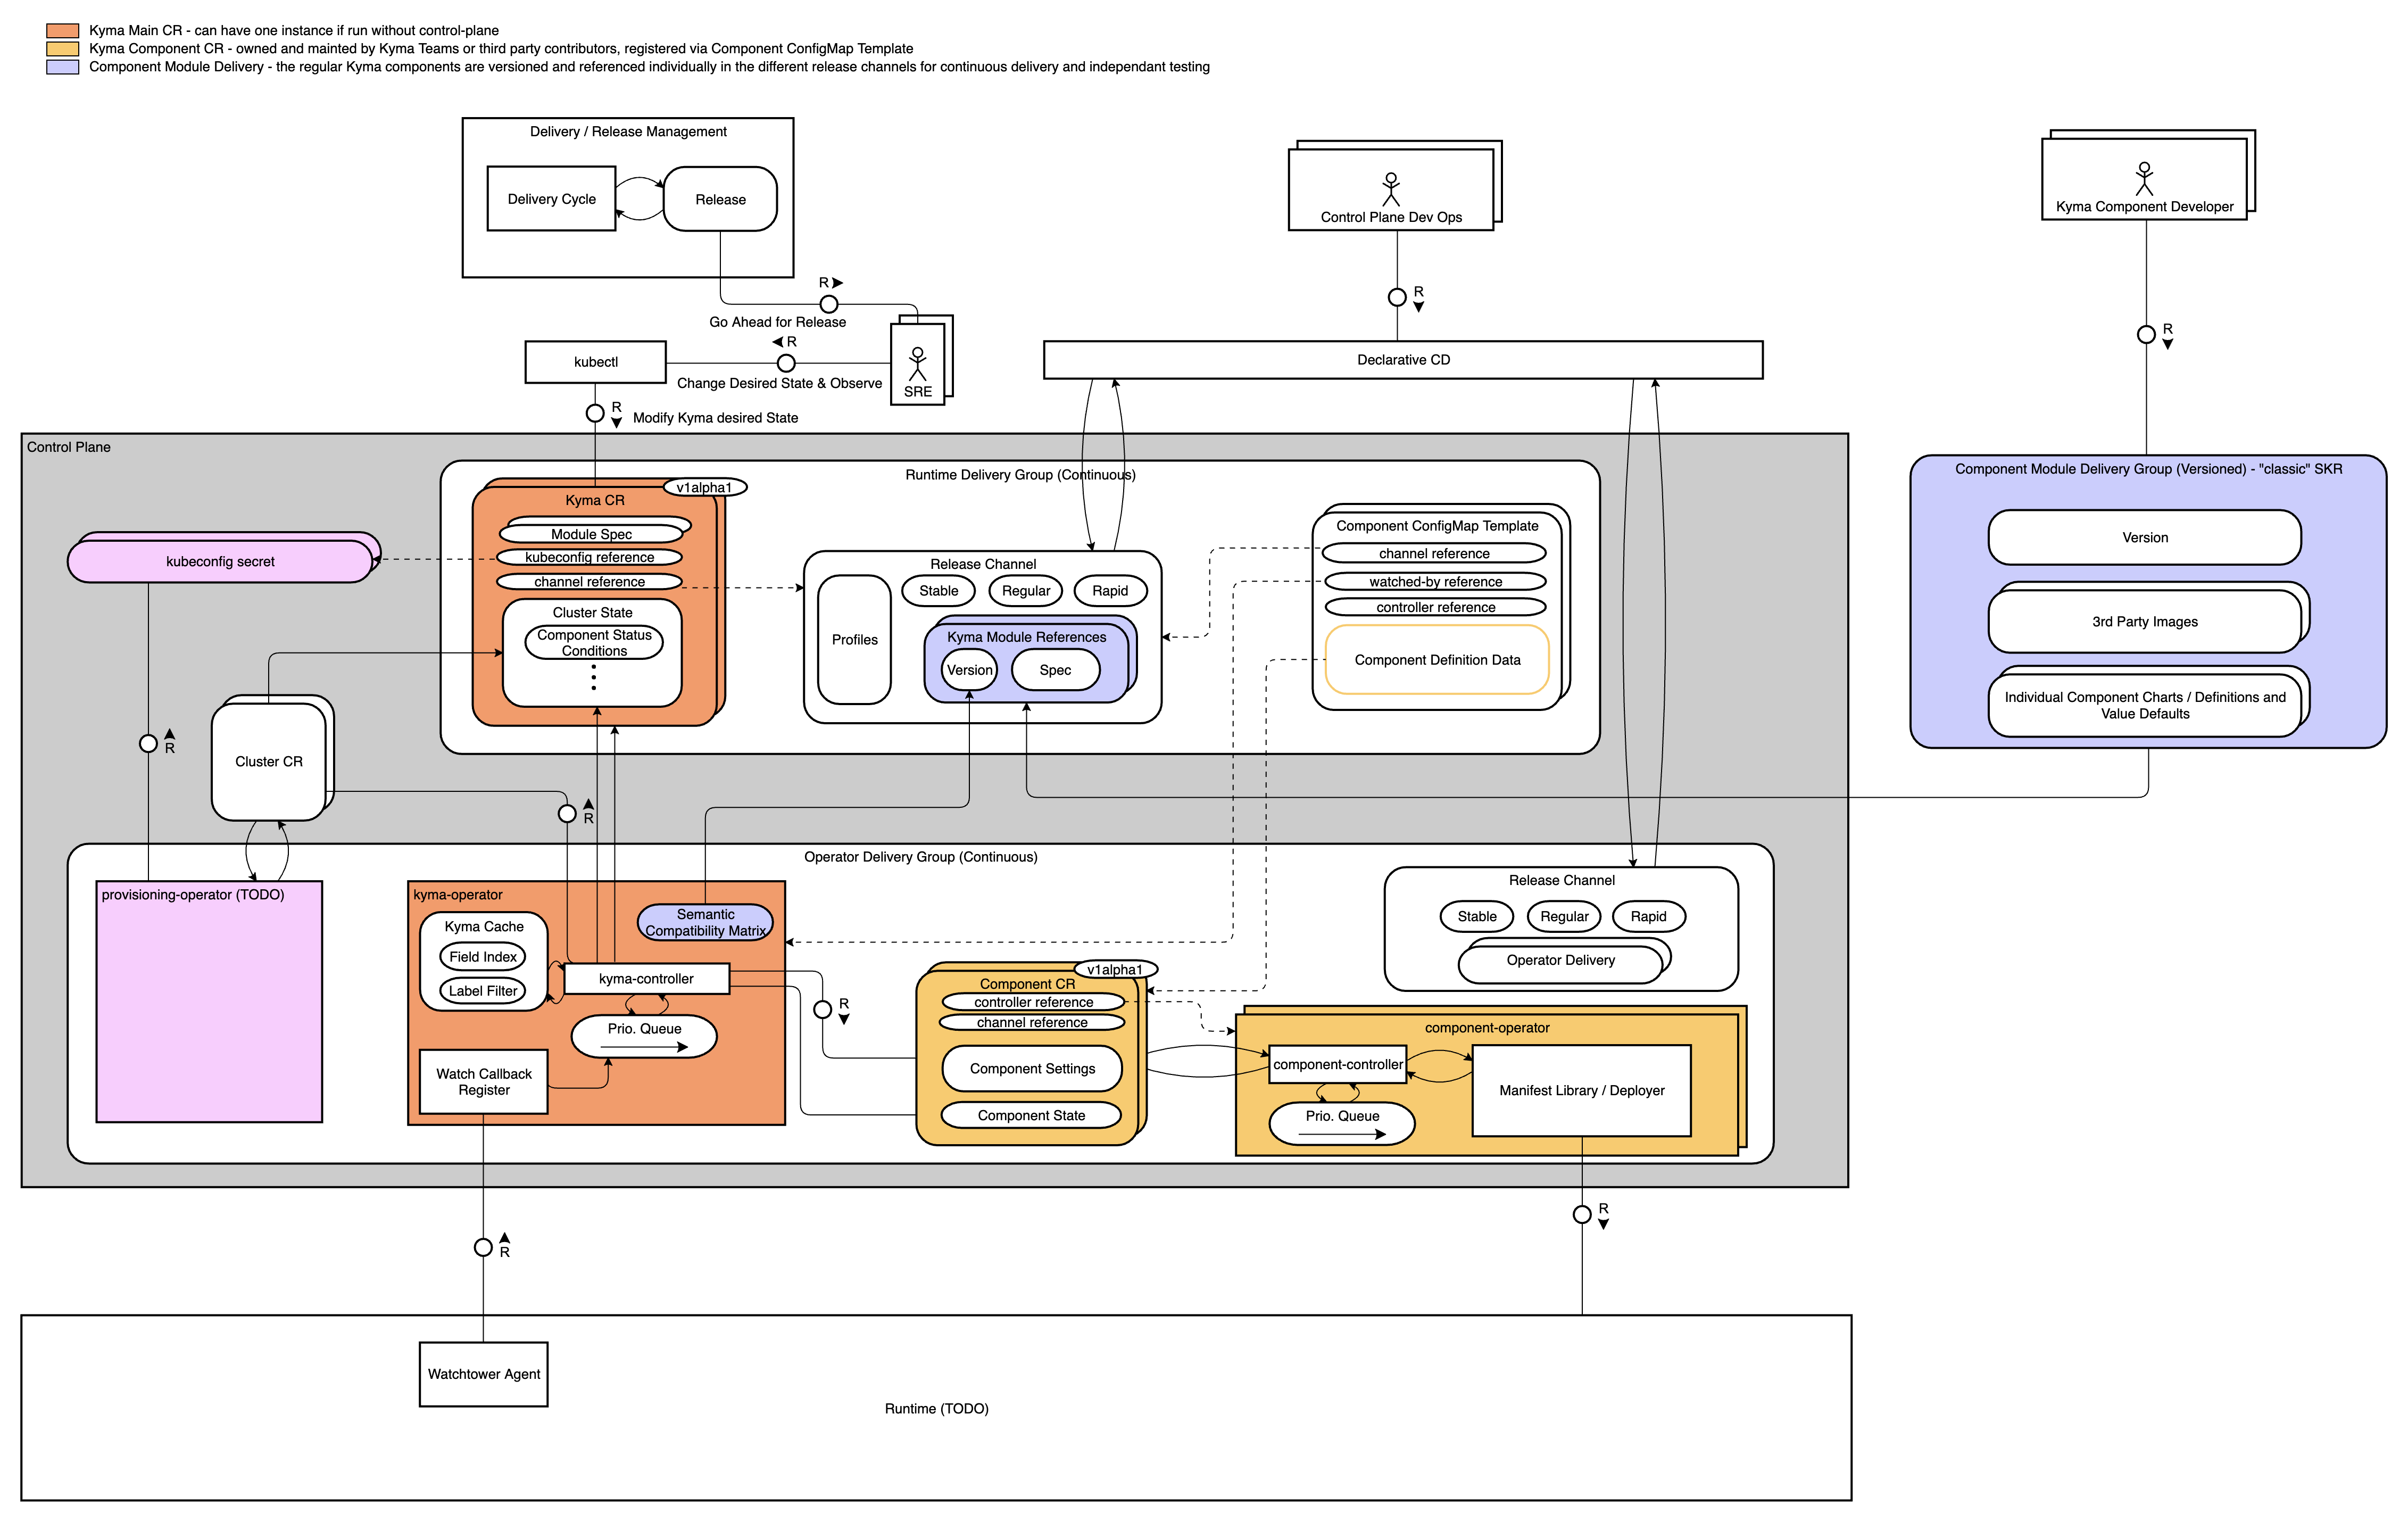 Kyma Main CR - can have one instance if run without control-plane
Kyma Component CR - owned and mainted by Kyma Teams or third party contributors, registered via Component ConfigMap Template
Component Module Delivery - the regular Kyma components are versioned and referenced individually in the different release channels for continuous delivery and independant testing
Delivery / Release Management
Delivery Cycle
Release
R
Go Ahead for Release
kubectl
R
Change Desired State & Observe
SRE
R
Modify Kyma desired State
Control Plane Dev Ops
R
Declarative CD
Kyma Component Developer
R
Control Plane
Runtime Delivery Group (Continuous)
Kyma CR
v1alpha1
Module Spec
kubeconfig reference
channel reference
Cluster State
Component Status
Conditions
kubeconfig secret
R
Cluster CR
R
Release Channel
Profiles
Stable
Regular
Rapid
Kyma Module References
Version
Spec
Component ConfigMap Template
channel reference
watched-by reference
controller reference
Component Definition Data
Component Module Delivery Group (Versioned) - "classic" SKR
Version
3rd Party Images
Individual Component Charts / Definitions and
Value Defaults
Operator Delivery Group (Continuous)
provisioning-operator (TODO)
kyma-operator
Kyma Cache
Field Index
Label Filter
Semantic
Compatibility Matrix
kyma-controller
Prio. Queue
Watch Callback
Register
R
Component CR
v1alpha1
controller reference
channel reference
Component Settings
Component State
Release Channel
Stable
Regular
Rapid
Operator Delivery
component-operator
component-controller
Prio. Queue
Manifest Library / Deployer
R
R
Watchtower Agent
Runtime (TODO)